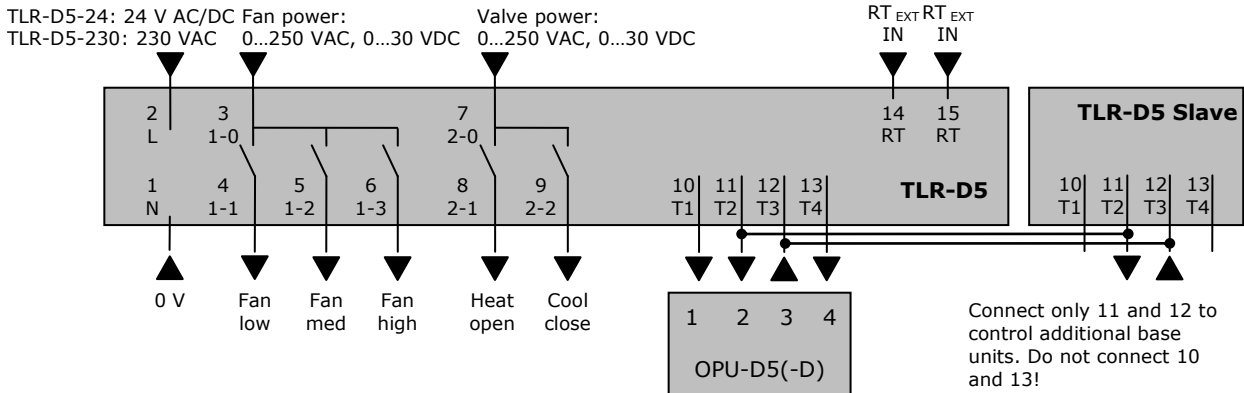 TLR-D5-24: 24 V AC/DC Fan power: Valve power: RT EXT RT EXT
TLR-D5-230: 230 VAC 0...250 VAC, 0...30 VDC 0...250 VAC, 0...30 VDC IN IN
2 3 7 14 15 TLR-D5 Slave
L 1-0 2-0 RT RT
1 4 5 6 8 9 10 11 12 13 TLR-D5 10 11 12 13
N 1-1 1-2 1-3 2-1 2-2 T1 T2 T3 T4 T1 T2 T3 T4
0 V Fan Fan Fan Heat Cool
low med high open close
1 2 3 4
OPU-D5(-D)
Connect only 11 and 12 to
control additional base
units. Do not connect 10
and 13!